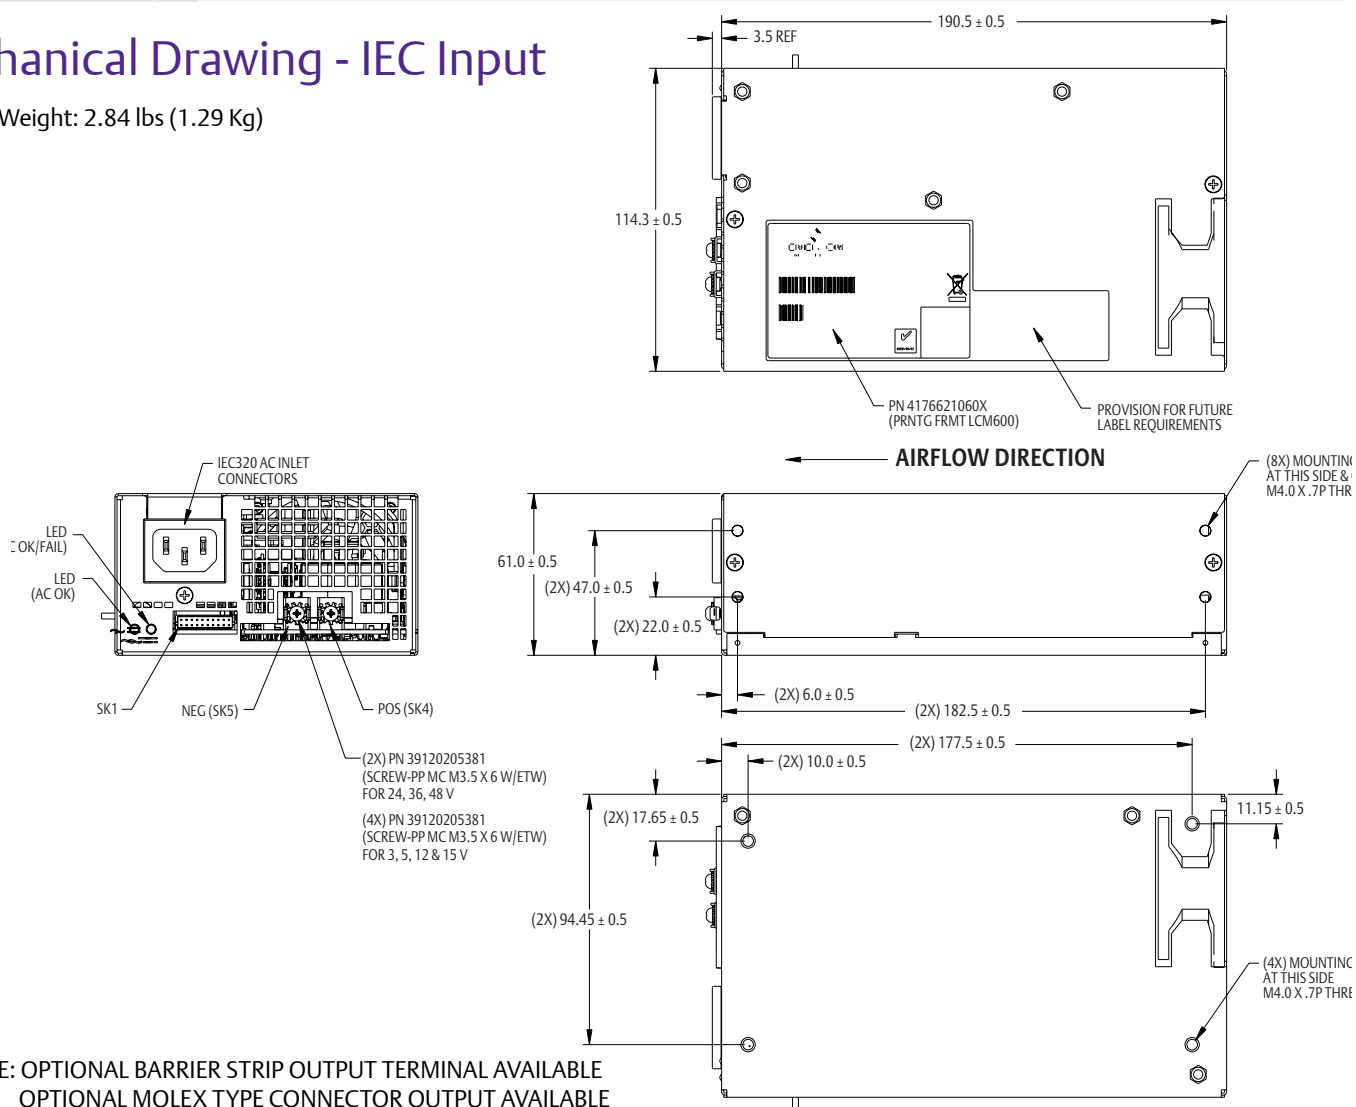 hanical Drawing - IEC Input
Weight: 2.84 lbs (1.29 Kg)
190.5 ± 0.5
3.5 REF
114.3 ± 0.5
PN 4176621060X
(PRNTG FRMT LCM600)
PROVISION FOR FUTURE
LABEL REQUIREMENTS
AIRFLOW DIRECTION
IEC320 AC INLET
CONNECTORS
LED
OK/FAIL)
LED
(AC OK)
SK1
NEG (SK5)
POS (SK4)
(2X) PN 39120205381
(SCREW-PP MC M3.5 X 6 W/ETW)
FOR 24, 36, 48 V
(4X) PN 39120205381
(SCREW-PP MC M3.5 X 6 W/ETW)
FOR 3, 5, 12 & 15 V
(8X) MOUNTING
AT THIS SIDE &
M4.0 X .7P THR
61.0 ± 0.5
(2X) 47.0 ± 0.5
(2X) 22.0 ± 0.5
(2X) 6.0 ± 0.5
(2X) 182.5 ± 0.5
(2X) 177.5 ± 0.5
(2X) 10.0 ± 0.5
(2X) 17.65 ± 0.5
11.15 ± 0.5
(2X) 94.45 ± 0.5
(4X) MOUNTING
AT THIS SIDE
M4.0 X .7P THRE
E: OPTIONAL BARRIER STRIP OUTPUT TERMINAL AVAILABLE
OPTIONAL MOLEX TYPE CONNECTOR OUTPUT AVAILABLE